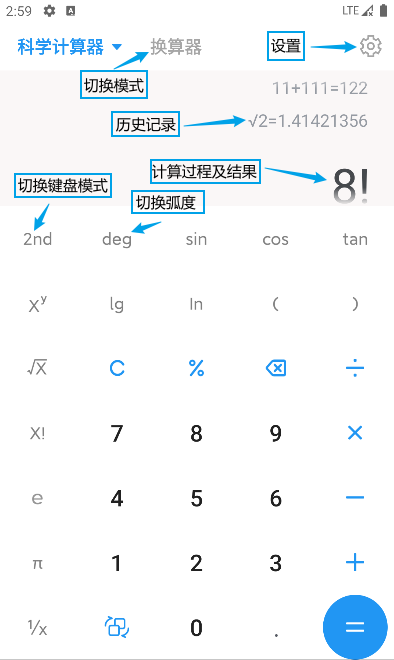 2:59 A LTE
科学计算器 换算器 设置
切换模式
11+111=122
历史记录
√2=1.41421356
计算过程及结果
8!
切换键盘模式
切换弧度
2nd deg sin cos tan
Xʸ lg ln ( )
√X C % ÷
X! 7 8 9 ×
e 4 5 6 −
π 1 2 3 +
¹/x 0 . =